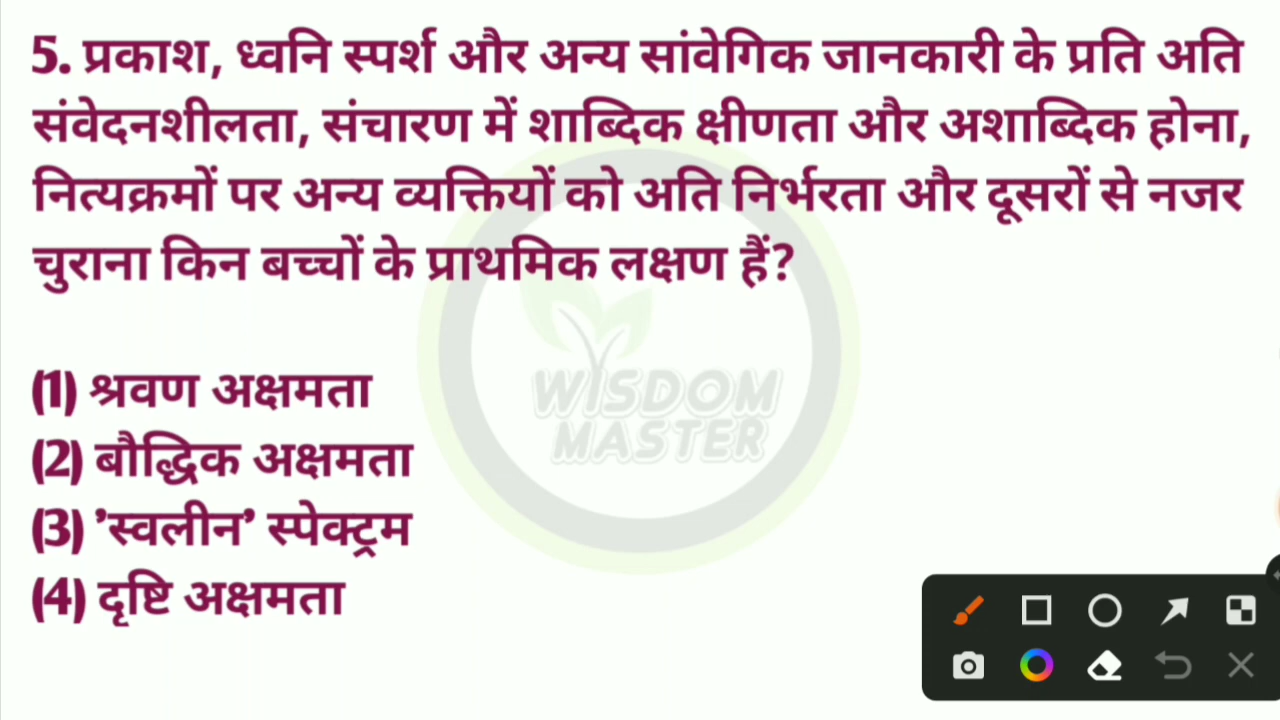 5. प्रकाश, ध्वनि स्पर्श और अन्य सांवेगिक जानकारी के प्रति अति
संवेदनशीलता, संचारण में शाब्दिक क्षीणता और अशाब्दिक होना,
नित्यक्रमों पर अन्य व्यक्तियों को अति निर्भरता और दूसरों से नजर
चुराना किन बच्चों के प्राथमिक लक्षण हैं?
(1) श्रवण अक्षमता
(2) बौद्धिक अक्षमता
(3) ’स्वलीन’ स्पेक्ट्रम
(4) दृष्टि अक्षमता
WISDOM
MASTER